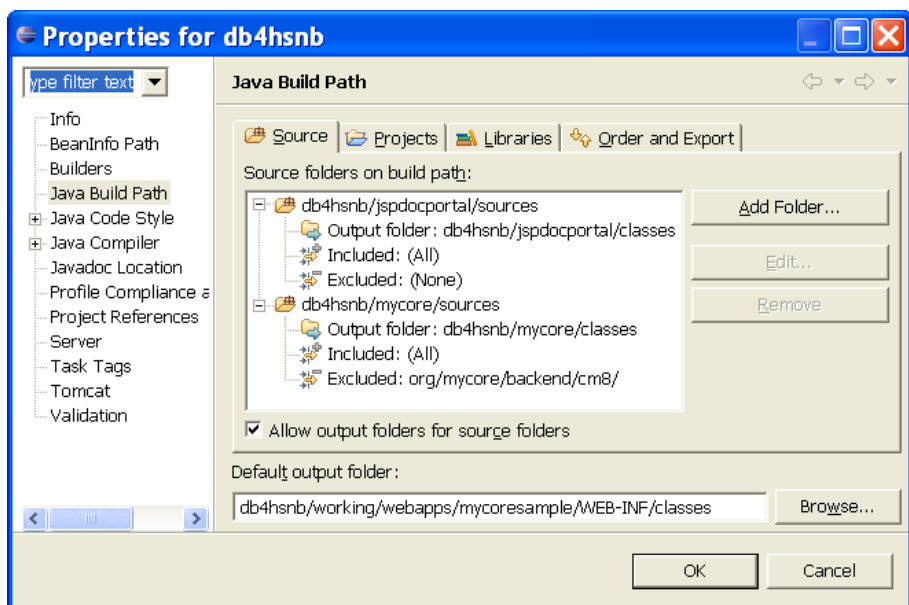 Properties for db4hsnb
ype filter text
Info
BeanInfo Path
Builders
Java Build Path
Java Code Style
Java Compiler
Javadoc Location
Profile Compliance a
Project References
Server
Task Tags
Tomcat
Validation
Java Build Path
Source
Projects
Libraries
Order and Export
Source folders on build path:
db4hsnb/jspdocportal/sources
Output folder: db4hsnb/jspdocportal/classes
Included: (All)
Excluded: (None)
db4hsnb/mycore/sources
Output folder: db4hsnb/mycore/classes
Included: (All)
Excluded: org/mycore/backend/cm8/
Add Folder...
Edit...
Remove
Allow output folders for source folders
Default output folder:
db4hsnb/working/webapps/mycoresample/WEB-INF/classes
Browse...
OK
Cancel